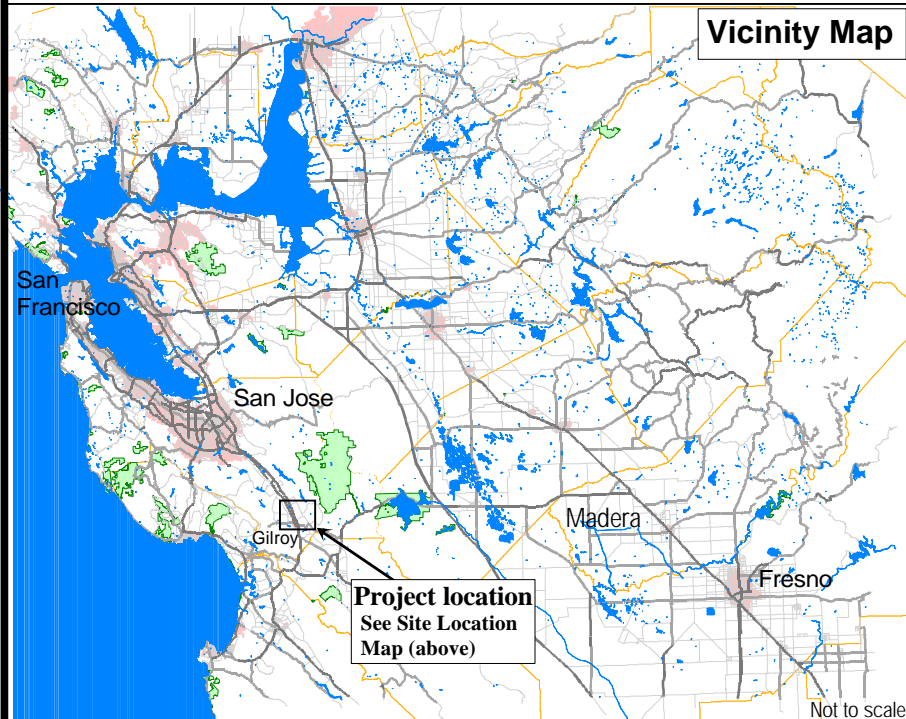 Vicinity Map
San
Francisco
San Jose
Gilroy
Madera
Fresno
Project location
See Site Location
Map (above)
Not to scale